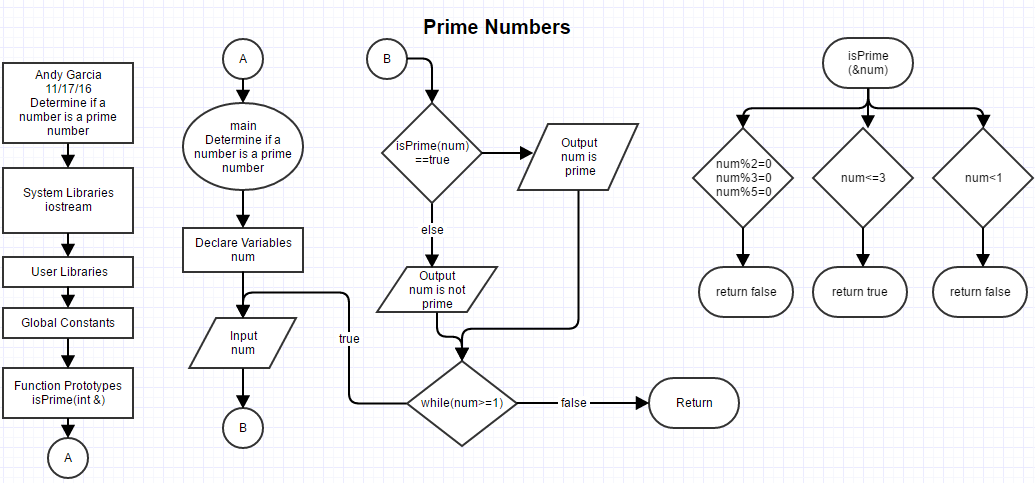 Prime Numbers
Andy Garcia
11/17/16
Determine if a
number is a prime
number
System Libraries
iostream
User Libraries
Global Constants
Function Prototypes
isPrime(int &)
A
A
main
Determine if a
number is a prime
number
Declare Variables
num
Input
num
B
B
isPrime(num)
==true
Output
num is
prime
else
Output
num is not
prime
true
while(num>=1)
false
Return
isPrime
(&num)
num%2=0
num%3=0
num%5=0
num<=3
num<1
return false
return true
return false